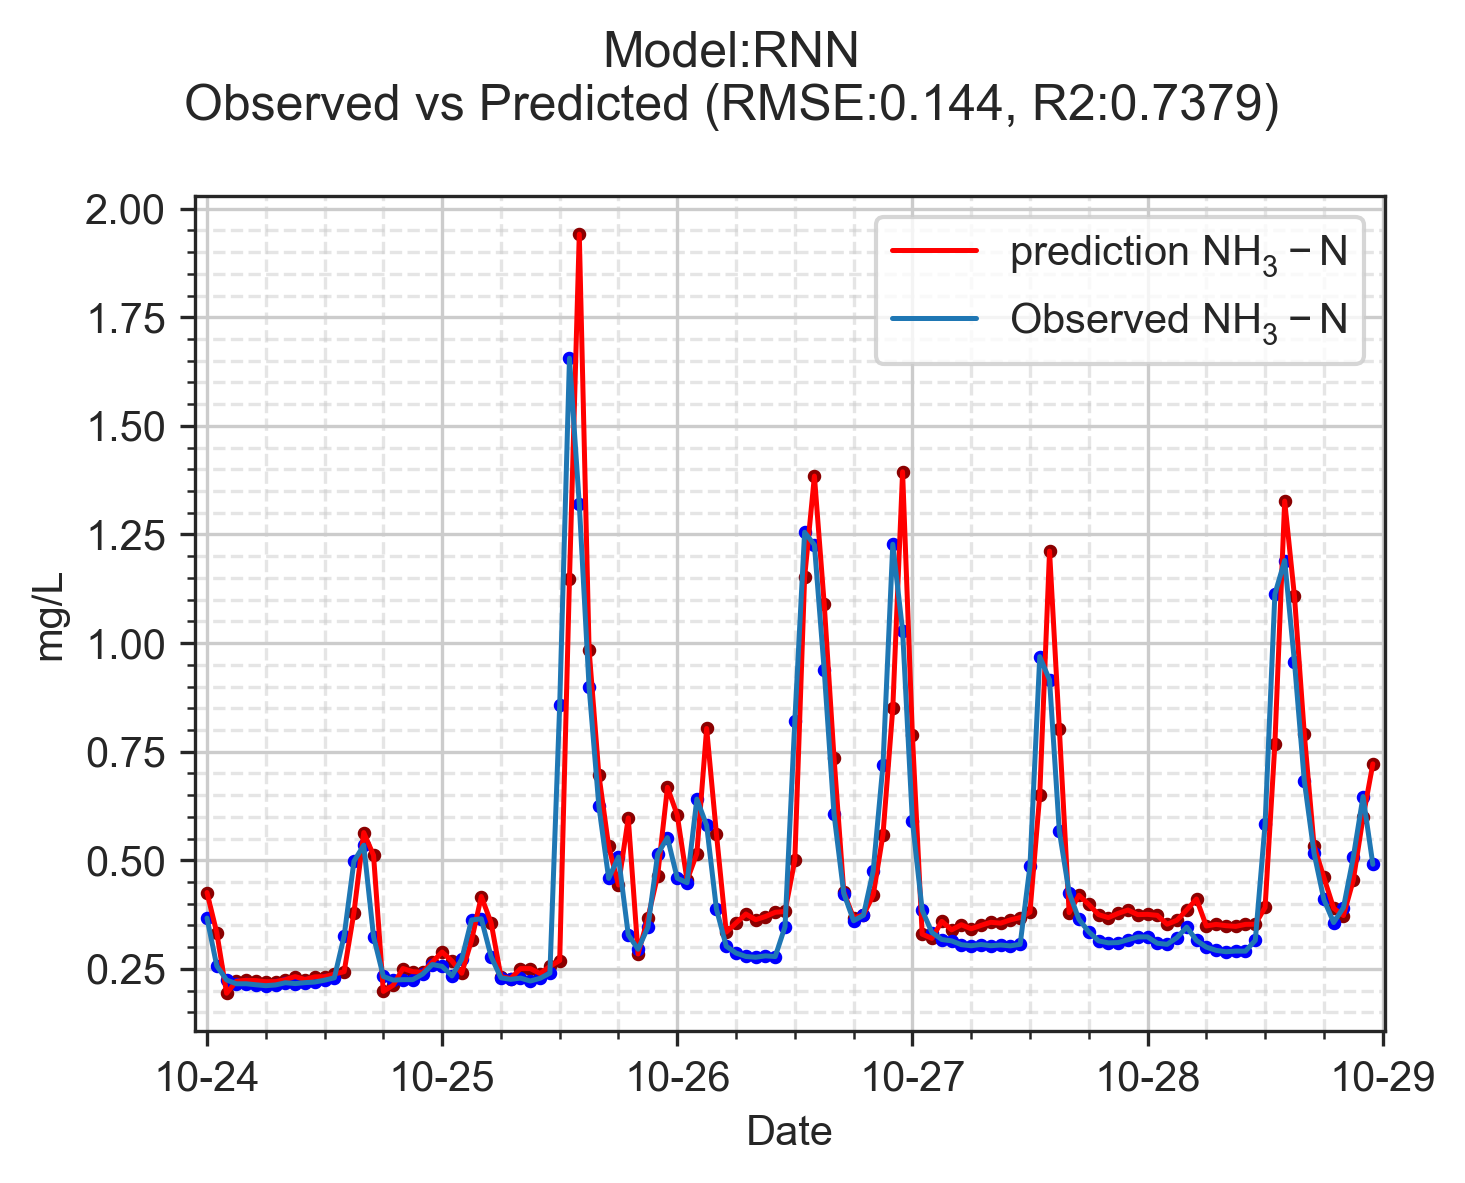 Model:RNN
Observed vs Predicted (RMSE:0.144, R2:0.7379)
2.00
1.75
1.50
1.25
1.00
0.75
0.50
0.25
mg/L
prediction NH₃ − N
Observed NH₃ − N
10-24 10-25 10-26 10-27 10-28 10-29
Date